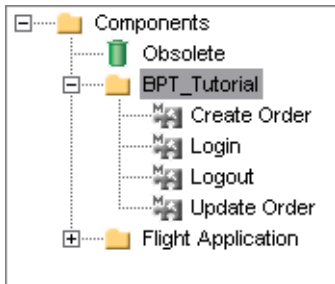 Components
Obsolete
BPT_Tutorial
Create Order
Login
Logout
Update Order
Flight Application